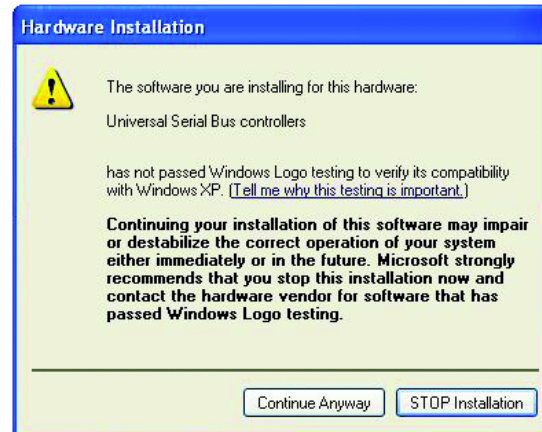 Hardware Installation
The software you are installing for this hardware:
Universal Serial Bus controllers
has not passed Windows Logo testing to verify its compatibility
with Windows XP. (Tell me why this testing is important.)
Continuing your installation of this software may impair
or destabilize the correct operation of your system
either immediately or in the future. Microsoft strongly
recommends that you stop this installation now and
contact the hardware vendor for software that has
passed Windows Logo testing.
Continue Anyway
STOP Installation